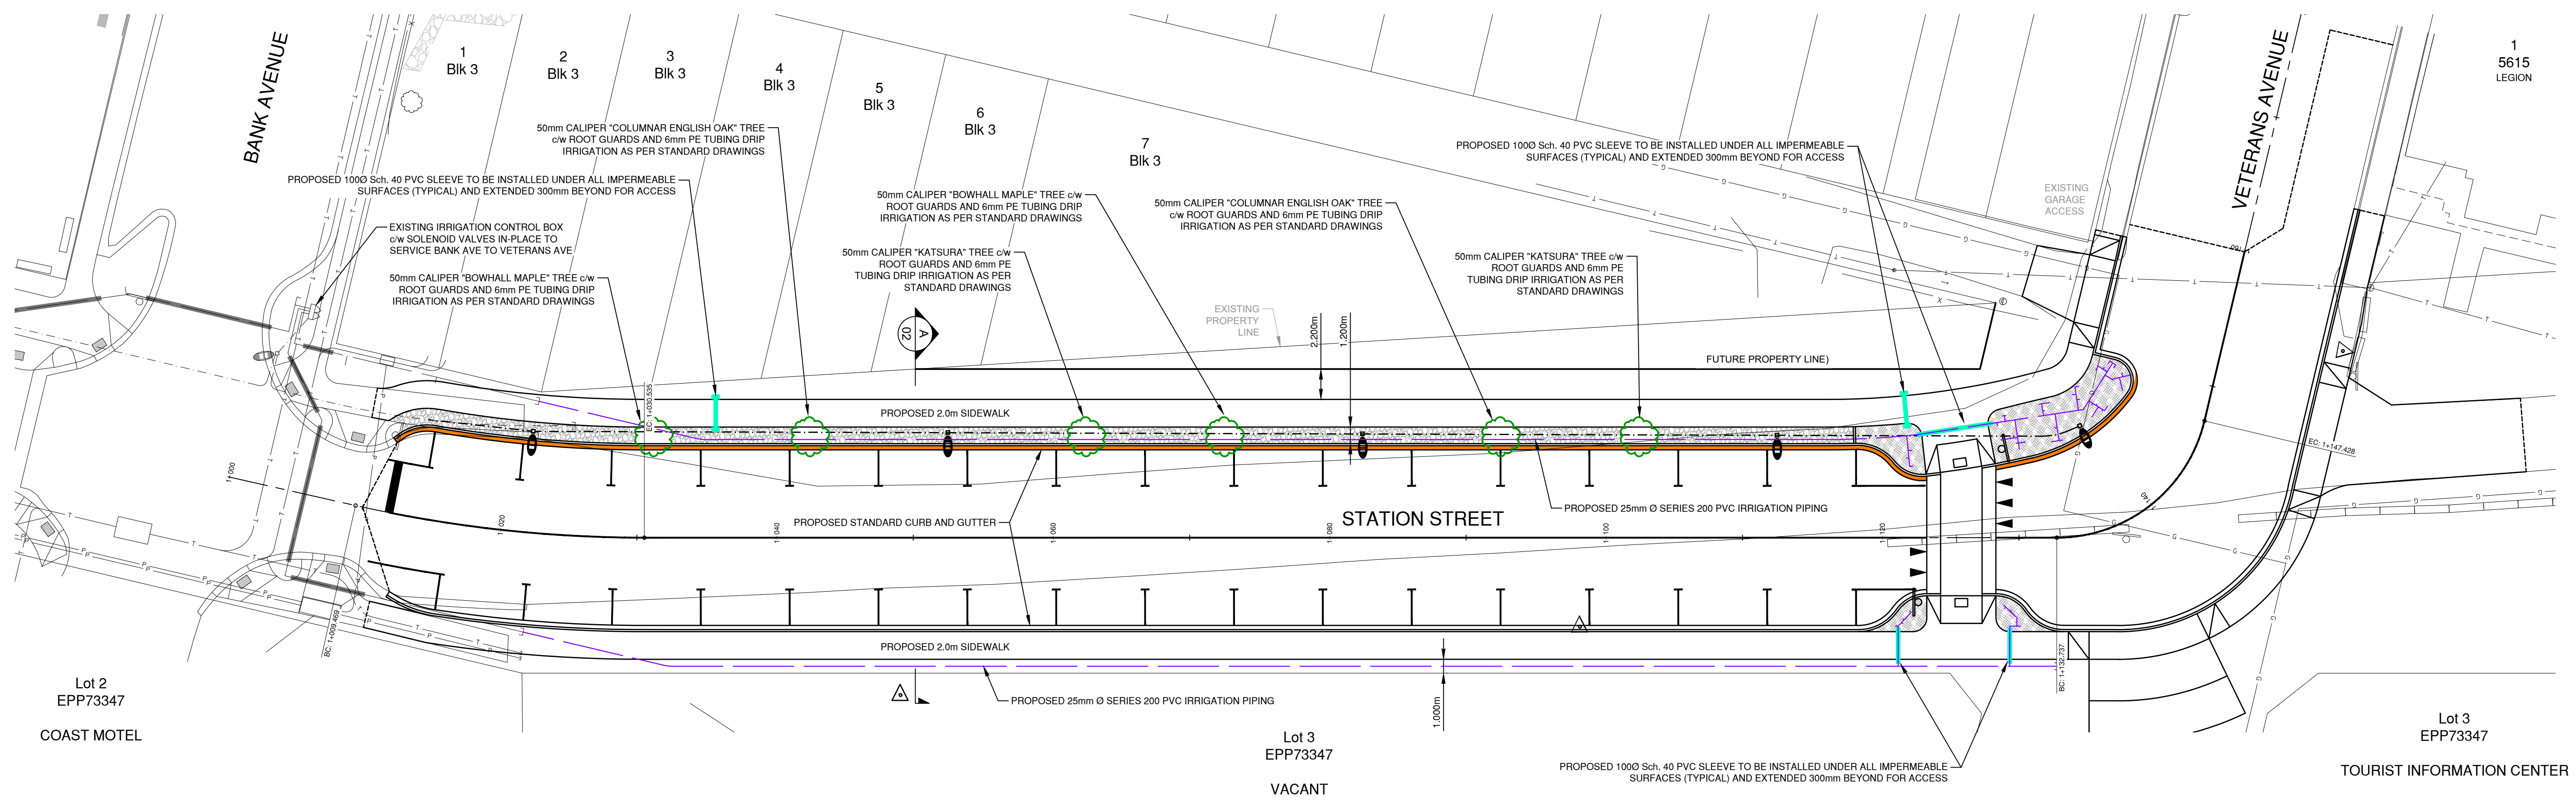 BANK AVENUE
1
Blk 3
2
Blk 3
3
Blk 3
4
Blk 3
5
Blk 3
6
Blk 3
7
Blk 3
VETERANS AVENUE
1
5615
LEGION
50mm CALIPER "COLUMNAR ENGLISH OAK" TREE
c/w ROOT GUARDS AND 6mm PE TUBING DRIP
IRRIGATION AS PER STANDARD DRAWINGS
PROPOSED 100Ø Sch. 40 PVC SLEEVE TO BE INSTALLED UNDER ALL IMPERMEABLE
SURFACES (TYPICAL) AND EXTENDED 300mm BEYOND FOR ACCESS
EXISTING IRRIGATION CONTROL BOX
c/w SOLENOID VALVES IN-PLACE TO
SERVICE BANK AVE TO VETERANS AVE
50mm CALIPER "BOWHALL MAPLE" TREE c/w
ROOT GUARDS AND 6mm PE TUBING DRIP
IRRIGATION AS PER STANDARD DRAWINGS
50mm CALIPER "BOWHALL MAPLE" TREE c/w
ROOT GUARDS AND 6mm PE TUBING DRIP
IRRIGATION AS PER STANDARD DRAWINGS
50mm CALIPER "KATSURA" TREE c/w
ROOT GUARDS AND 6mm PE
TUBING DRIP IRRIGATION AS PER
STANDARD DRAWINGS
50mm CALIPER "COLUMNAR ENGLISH OAK" TREE
c/w ROOT GUARDS AND 6mm PE TUBING DRIP
IRRIGATION AS PER STANDARD DRAWINGS
50mm CALIPER "KATSURA" TREE c/w
ROOT GUARDS AND 6mm PE
TUBING DRIP IRRIGATION AS PER
STANDARD DRAWINGS
PROPOSED 100Ø Sch. 40 PVC SLEEVE TO BE INSTALLED UNDER ALL IMPERMEABLE
SURFACES (TYPICAL) AND EXTENDED 300mm BEYOND FOR ACCESS
EXISTING
GARAGE
ACCESS
EXISTING
PROPERTY
LINE
A
02
2.200m
1.200m
FUTURE PROPERTY LINE)
160
EC: 1+030.535
PROPOSED 2.0m SIDEWALK
EC: 1+147.428
1+000
140
PROPOSED STANDARD CURB AND GUTTER
STATION STREET
PROPOSED 25mm Ø SERIES 200 PVC IRRIGATION PIPING
1+020
1+040
1+060
1+080
1+100
1+120
BC: 1+009.469
PROPOSED 2.0m SIDEWALK
BC: 1+132.737
PROPOSED 25mm Ø SERIES 200 PVC IRRIGATION PIPING
1.000m
Lot 2
EPP73347
COAST MOTEL
Lot 3
EPP73347
VACANT
PROPOSED 100Ø Sch. 40 PVC SLEEVE TO BE INSTALLED UNDER ALL IMPERMEABLE
SURFACES (TYPICAL) AND EXTENDED 300mm BEYOND FOR ACCESS
Lot 3
EPP73347
TOURIST INFORMATION CENTER